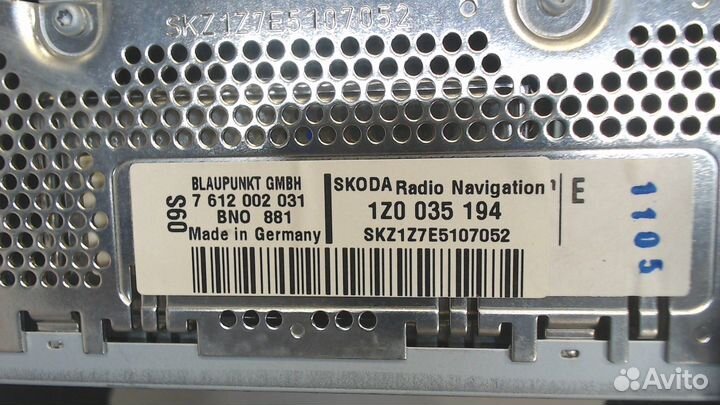 SKZ1Z7E5107052
S60
BLAUPUNKT GMBH
7 612 002 031
BNO 881
Made in Germany
SKODA Radio Navigation
1Z0 035 194
SKZ1Z7E5107052
E
1105
Avito